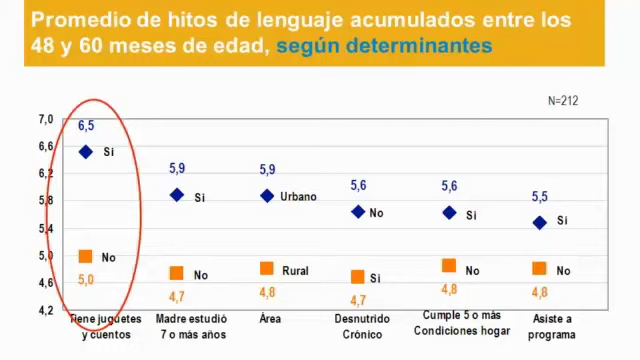 Promedio de hitos de lenguaje acumulados entre los
48 y 60 meses de edad, según determinantes
N=212
7,0
6,6
6,2
5,8
5,4
5,0
4,6
4,2
6,5
Si
No
5,0
5,9
Si
No
4,7
5,9
Urbano
Rural
4,8
5,6
No
Si
4,7
5,6
Si
No
4,8
5,5
Si
No
4,8
Tiene juguetes
y cuentos
Madre estudió
7 o más años
Área
Desnutrido
Crónico
Cumple 5 o más
Condiciones hogar
Asiste a
programa